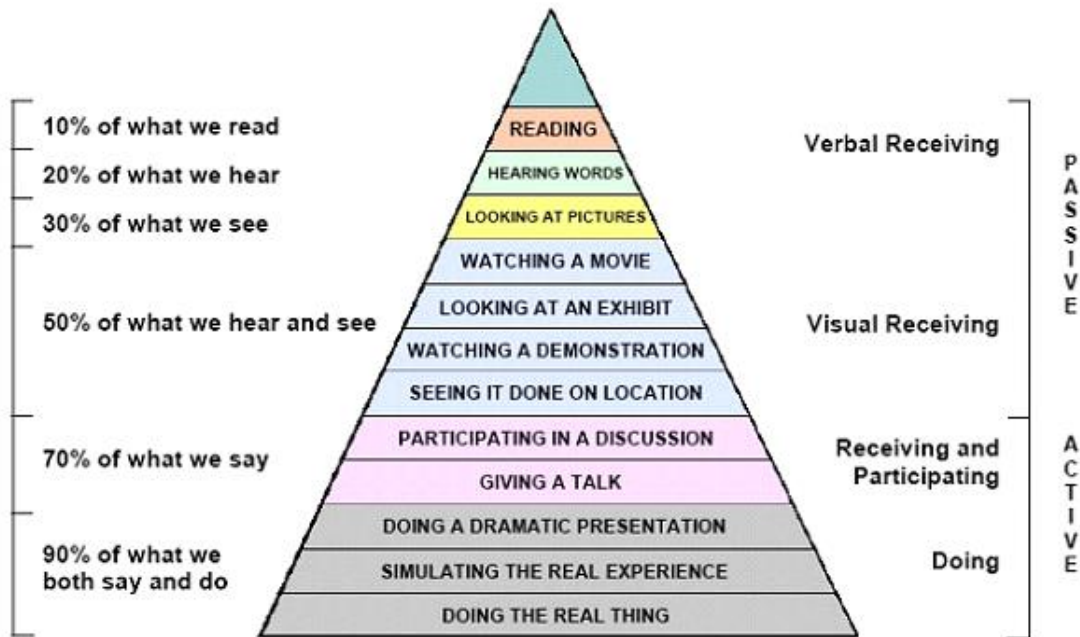 10% of what we read
20% of what we hear
30% of what we see
50% of what we hear and see
70% of what we say
90% of what we
both say and do
READING
HEARING WORDS
LOOKING AT PICTURES
WATCHING A MOVIE
LOOKING AT AN EXHIBIT
WATCHING A DEMONSTRATION
SEEING IT DONE ON LOCATION
PARTICIPATING IN A DISCUSSION
GIVING A TALK
DOING A DRAMATIC PRESENTATION
SIMULATING THE REAL EXPERIENCE
DOING THE REAL THING
Verbal Receiving
Visual Receiving
Receiving and
Participating
Doing
PASSIVE
ACTIVE